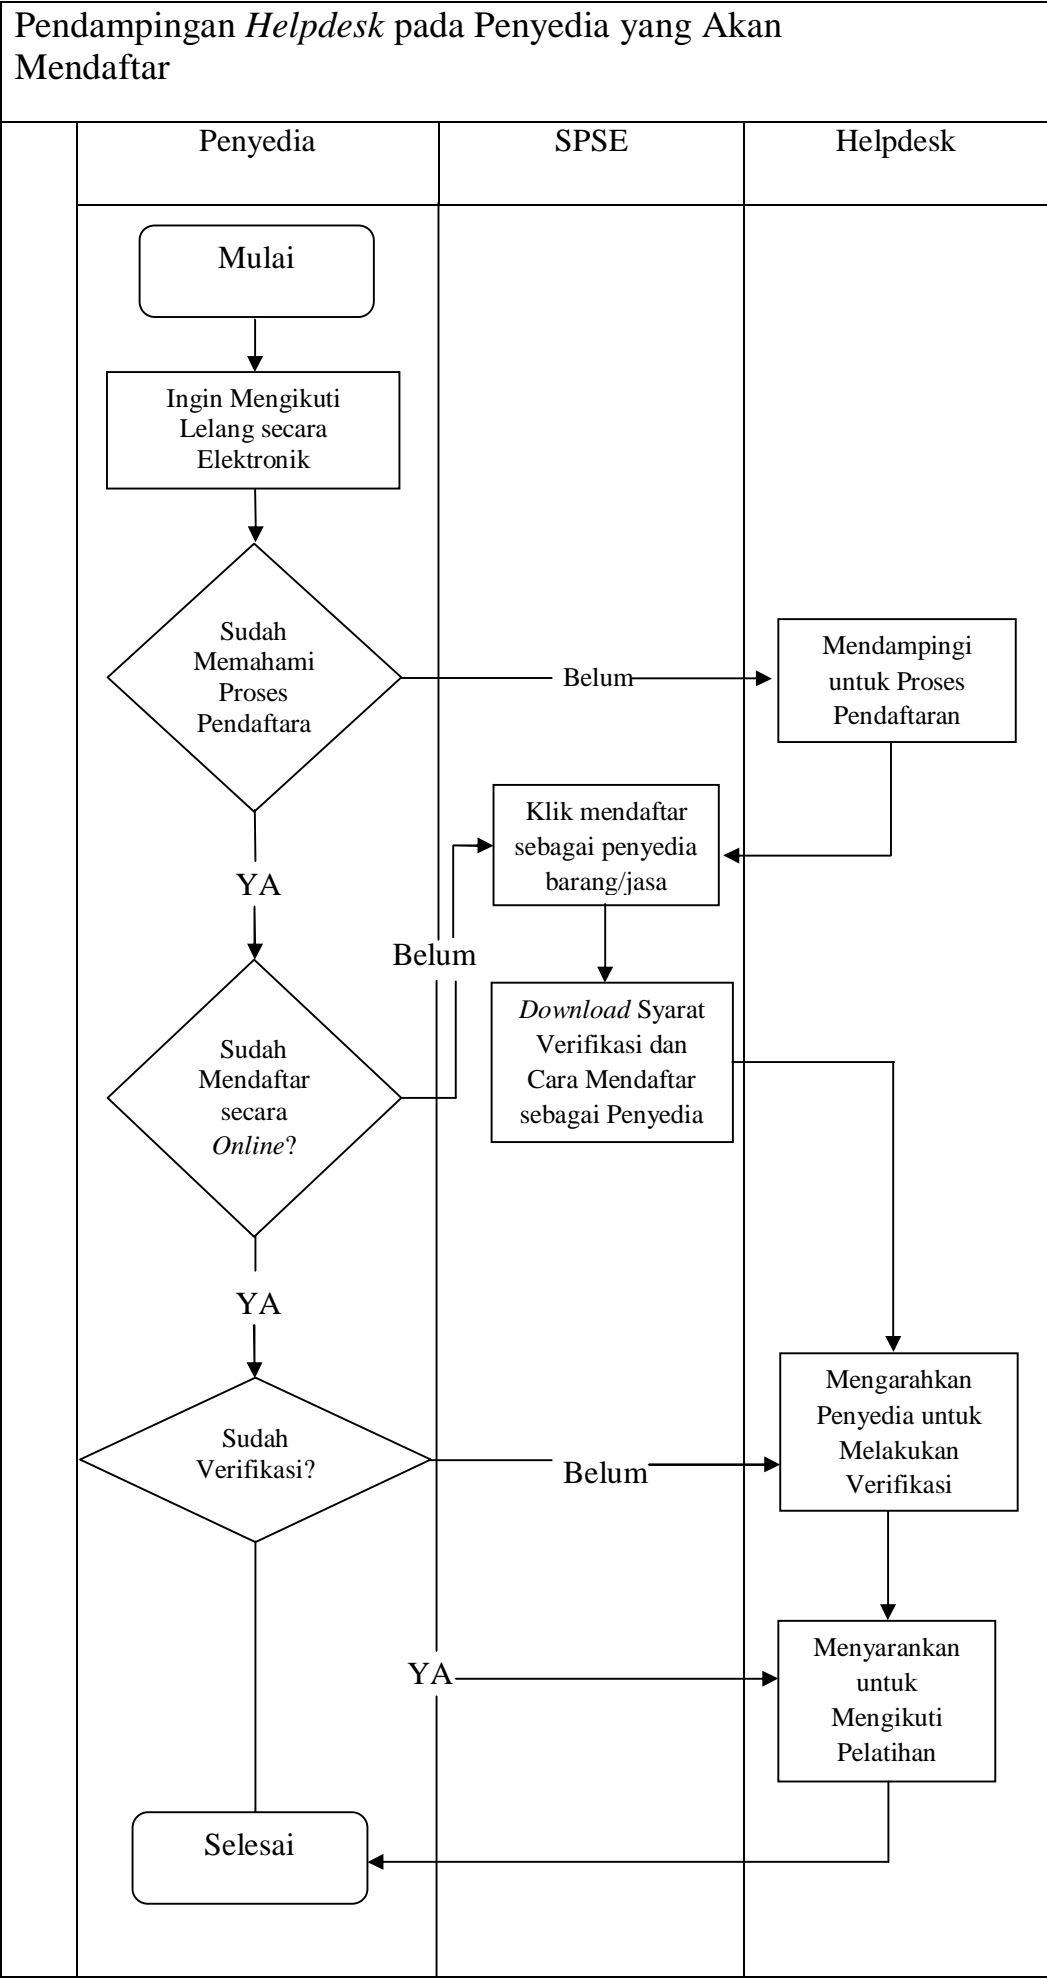 Pendampingan Helpdesk pada Penyedia yang Akan
Mendaftar
Penyedia
SPSE
Helpdesk
Mulai
Ingin Mengikuti
Lelang secara
Elektronik
Sudah
Memahami
Proses
Pendaftara
Belum
Mendampingi
untuk Proses
Pendaftaran
Klik mendaftar
sebagai penyedia
barang/jasa
YA
Belum
Download Syarat
Verifikasi dan
Cara Mendaftar
sebagai Penyedia
Sudah
Mendaftar
secara
Online?
YA
Sudah
Verifikasi?
Belum
Mengarahkan
Penyedia untuk
Melakukan
Verifikasi
YA
Menyarankan
untuk
Mengikuti
Pelatihan
Selesai